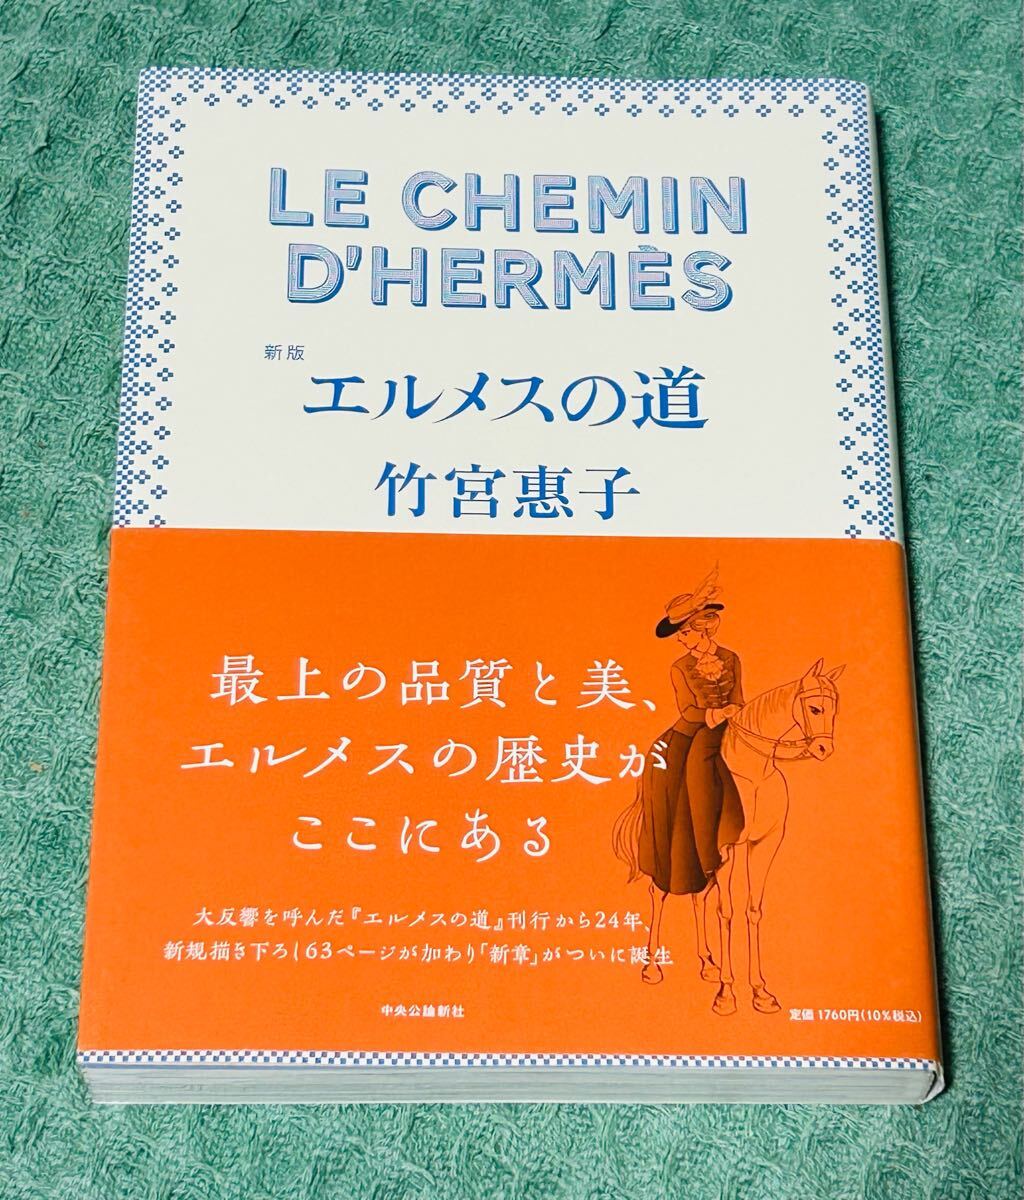 LE CHEMIN
D'HERMÈS
新版
エルメスの道
竹宮惠子
最上の品質と美、
エルメスの歴史が
ここにある
大反響を呼んだ『エルメスの道』刊行から24年、
新規描き下ろし63ページが加わり「新章」がついに誕生
中央公論新社
定価1760円(10%税込)